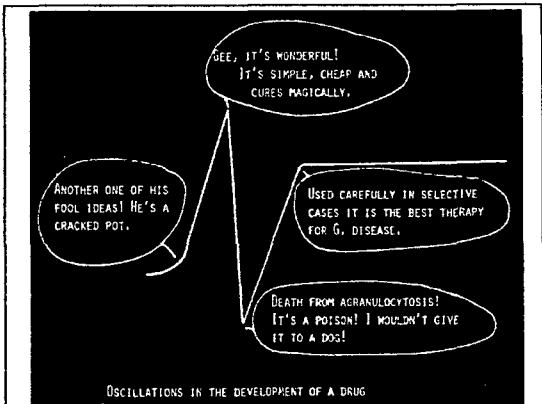 GEE, IT'S WONDERFUL!
IT'S SIMPLE, CHEAP AND
CURES MAGICALLY.
ANOTHER ONE OF HIS
FOOL IDEAS! HE'S A
CRACKED POT.
USED CAREFULLY IN SELECTIVE
CASES IT IS THE BEST THERAPY
FOR G. DISEASE.
DEATH FROM AGRANULOCYTOSIS!
IT'S A POISON! I WOULDN'T GIVE
IT TO A DOG!
OSCILLATIONS IN THE DEVELOPMENT OF A DRUG